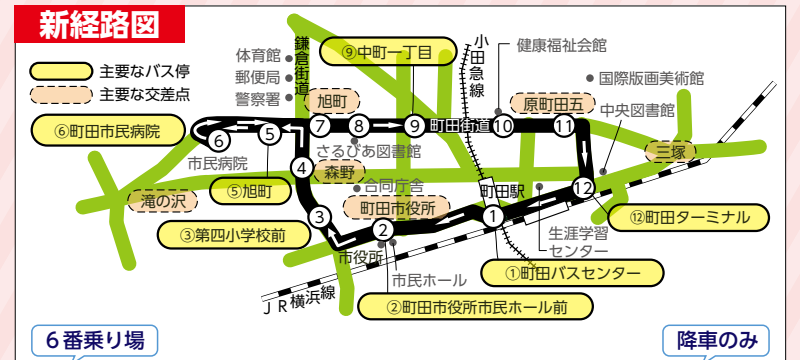 新経路図
主要なバス停
主要な交差点
体育館
郵便局
警察署
鎌倉街道
⑨中町一丁目
小田急線
健康福祉会館
国際版画美術館
中央図書館
旭町
原町田五
⑥町田市民病院
⑥
⑤
⑦
⑧
⑨
町田街道
⑩
⑪
市民病院
さるびあ図書館
三塚
④
森野
合同庁舎
⑤旭町
滝の沢
町田駅
⑫
町田市役所
③
②
①
③第四小学校前
⑫町田ターミナル
生涯学習
センター
市役所
市民ホール
①町田バスセンター
JR横浜線
②町田市役所市民ホール前
6番乗り場
降車のみ